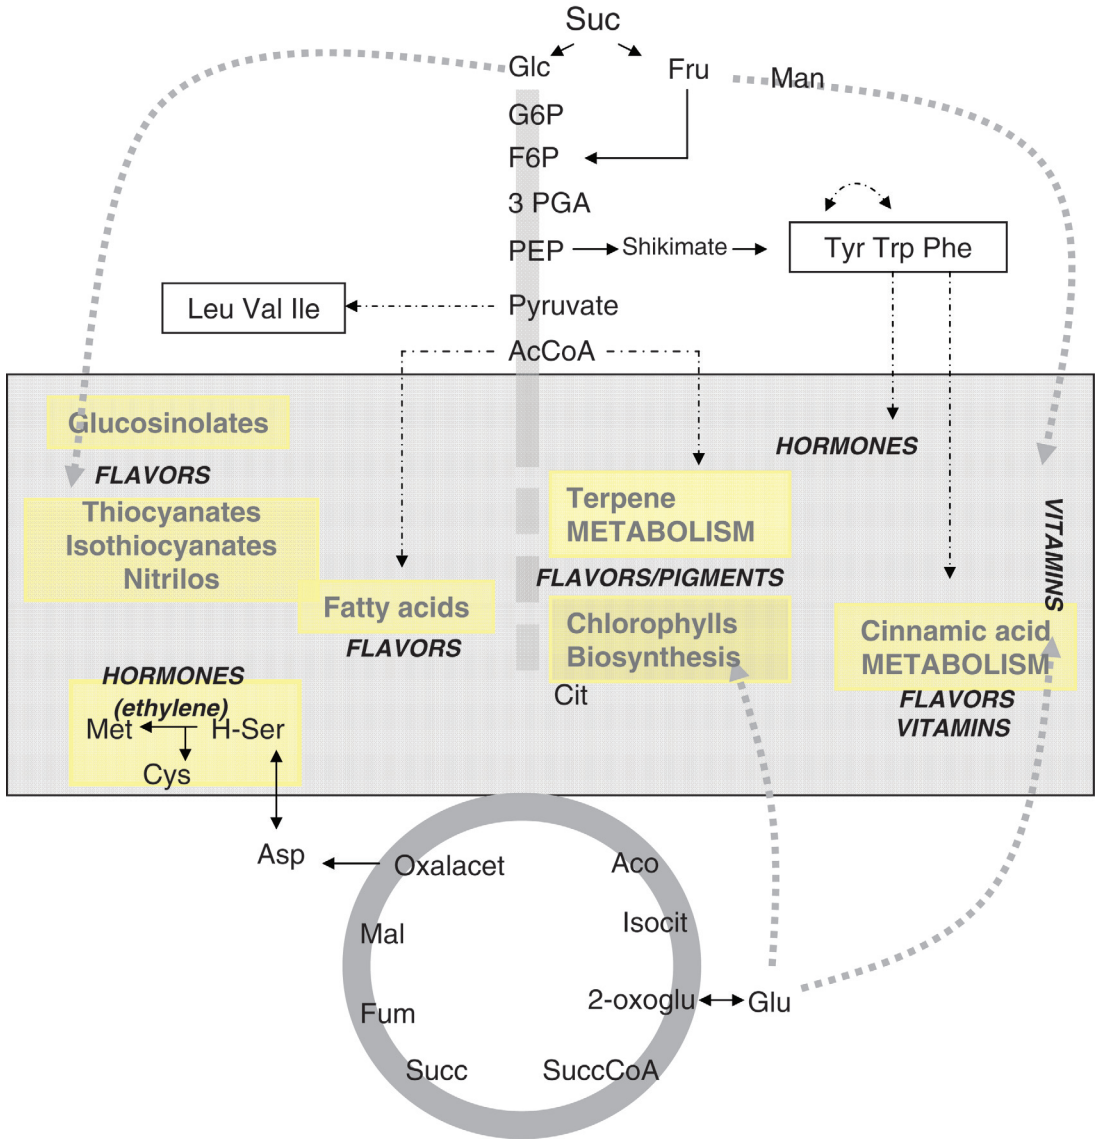 Suc
Glc
Fru
Man
G6P
F6P
3 PGA
PEP
Shikimate
Tyr Trp Phe
Leu Val Ile
Pyruvate
AcCoA
Glucosinolates
FLAVORS
Thiocyanates
Isothiocyanates
Nitrilos
Fatty acids
FLAVORS
HORMONES
Terpene
METABOLISM
FLAVORS/PIGMENTS
Chlorophylls
Biosynthesis
Cit
VITAMINS
Cinnamic acid
METABOLISM
FLAVORS
VITAMINS
HORMONES
(ethylene)
Met
H-Ser
Cys
Asp
Oxalacet
Aco
Mal
Isocit
Fum
2-oxoglu
Glu
Succ
SuccCoA